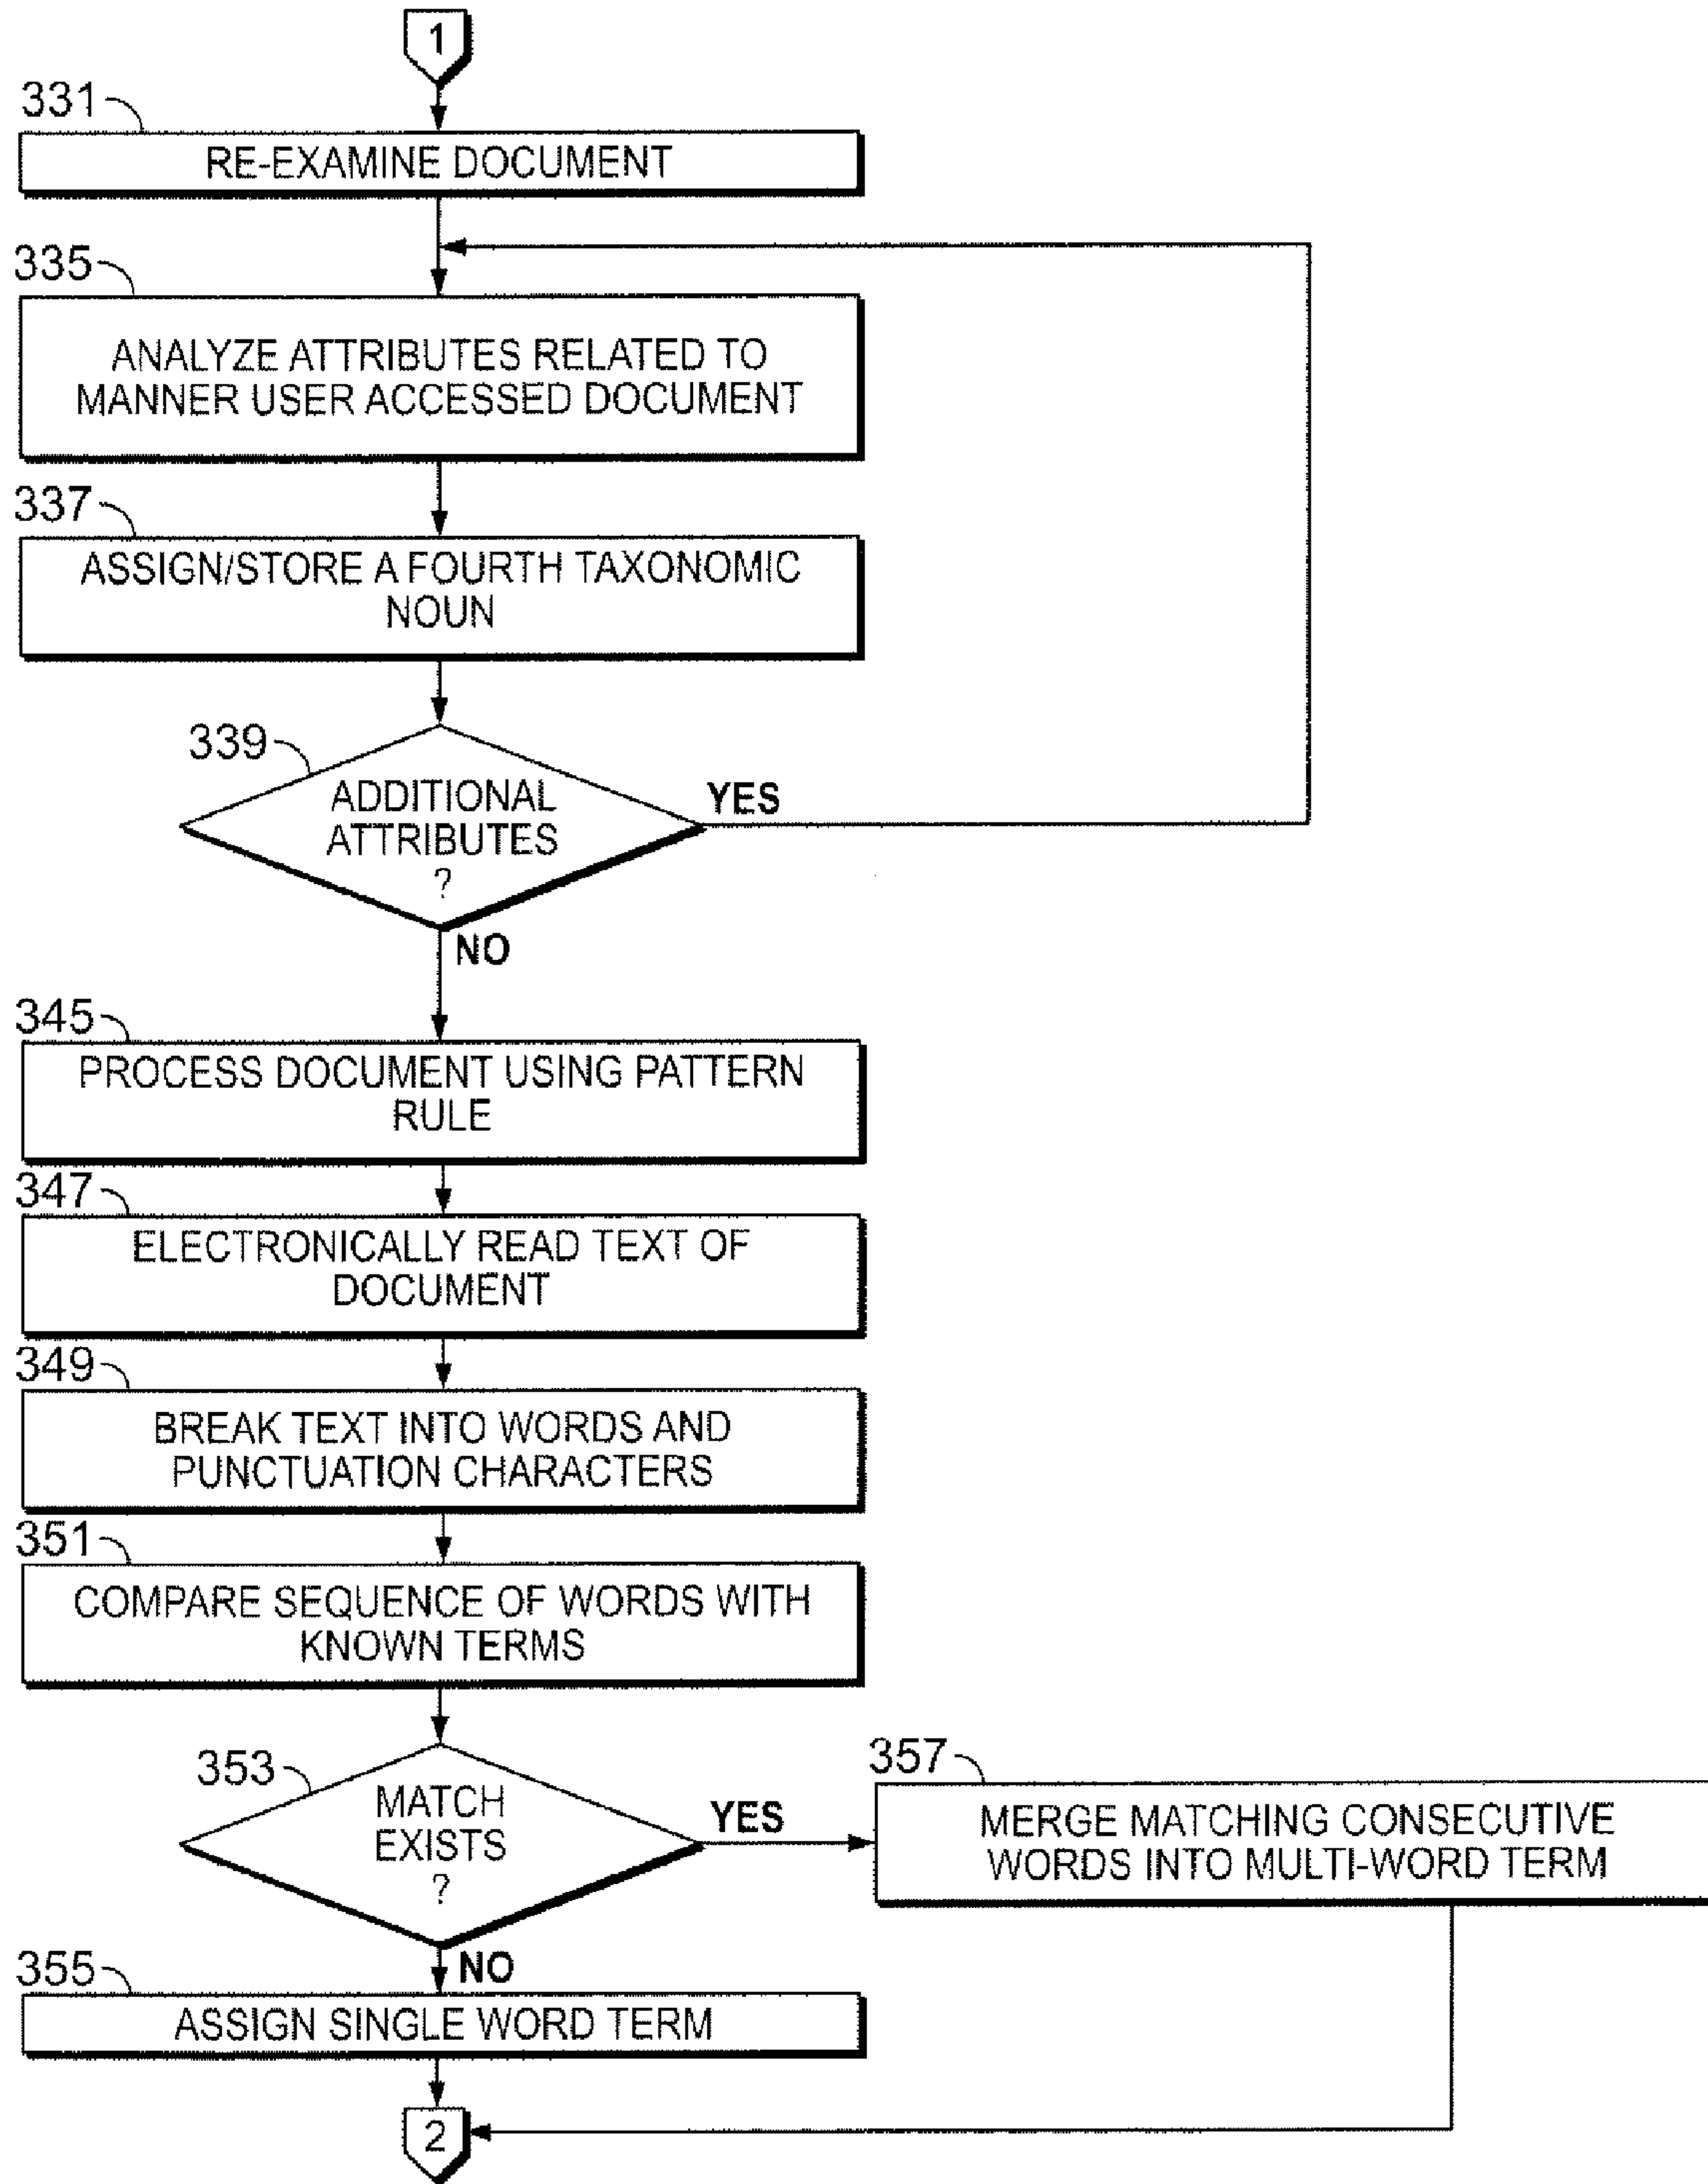 1
331
RE-EXAMINE DOCUMENT
335
ANALYZE ATTRIBUTES RELATED TO
MANNER USER ACCESSED DOCUMENT
337
ASSIGN/STORE A FOURTH TAXONOMIC
NOUN
339
ADDITIONAL
ATTRIBUTES
?
YES
NO
345
PROCESS DOCUMENT USING PATTERN
RULE
347
ELECTRONICALLY READ TEXT OF
DOCUMENT
349
BREAK TEXT INTO WORDS AND
PUNCTUATION CHARACTERS
351
COMPARE SEQUENCE OF WORDS WITH
KNOWN TERMS
353
MATCH
EXISTS
?
YES
357
MERGE MATCHING CONSECUTIVE
WORDS INTO MULTI-WORD TERM
NO
355
ASSIGN SINGLE WORD TERM
2